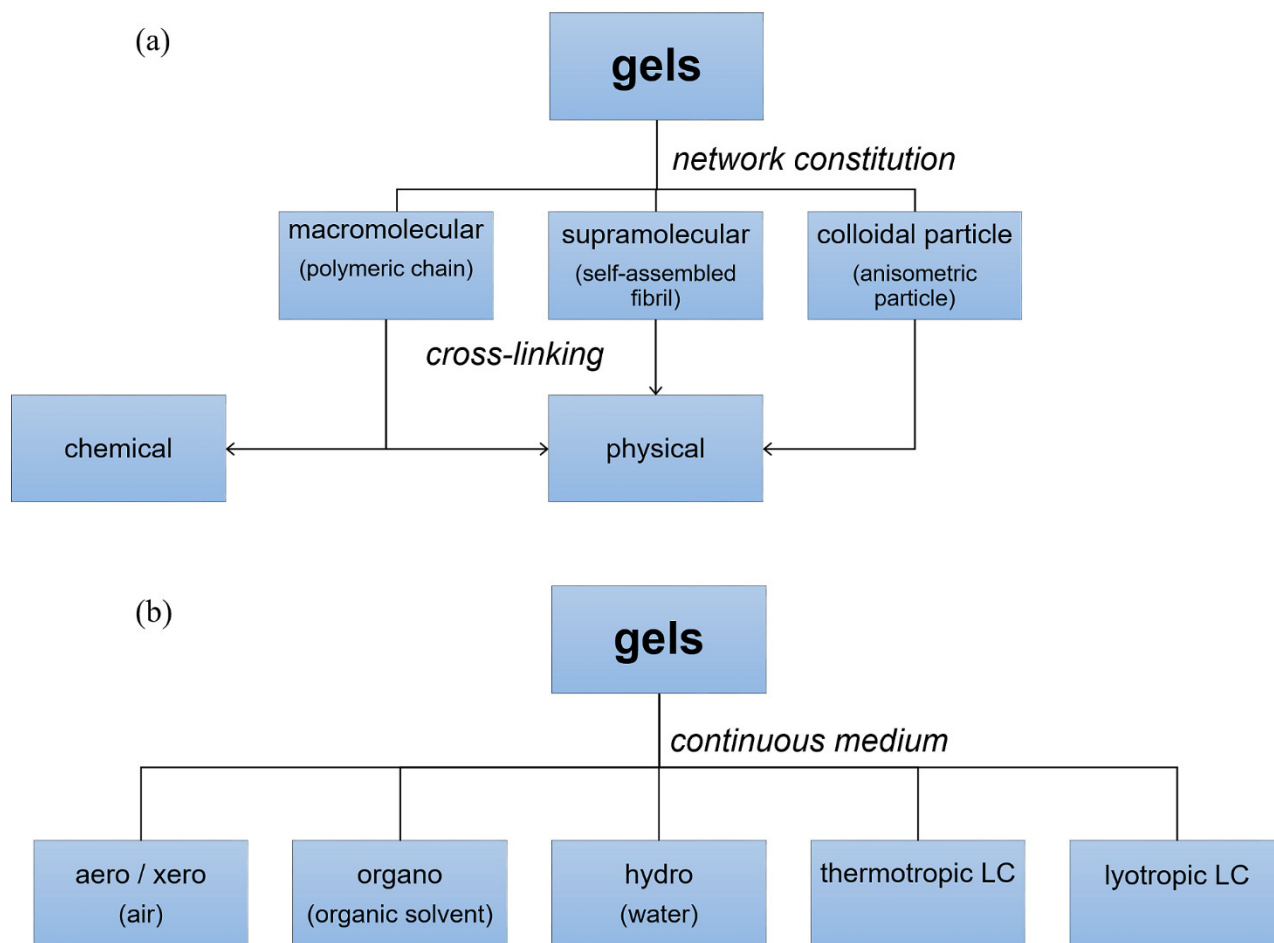 (a)
gels
network constitution
macromolecular
(polymeric chain)
supramolecular
(self-assembled
fibril)
colloidal particle
(anisometric
particle)
cross-linking
chemical
physical
(b)
gels
continuous medium
aero / xero
(air)
organo
(organic solvent)
hydro
(water)
thermotropic LC
lyotropic LC